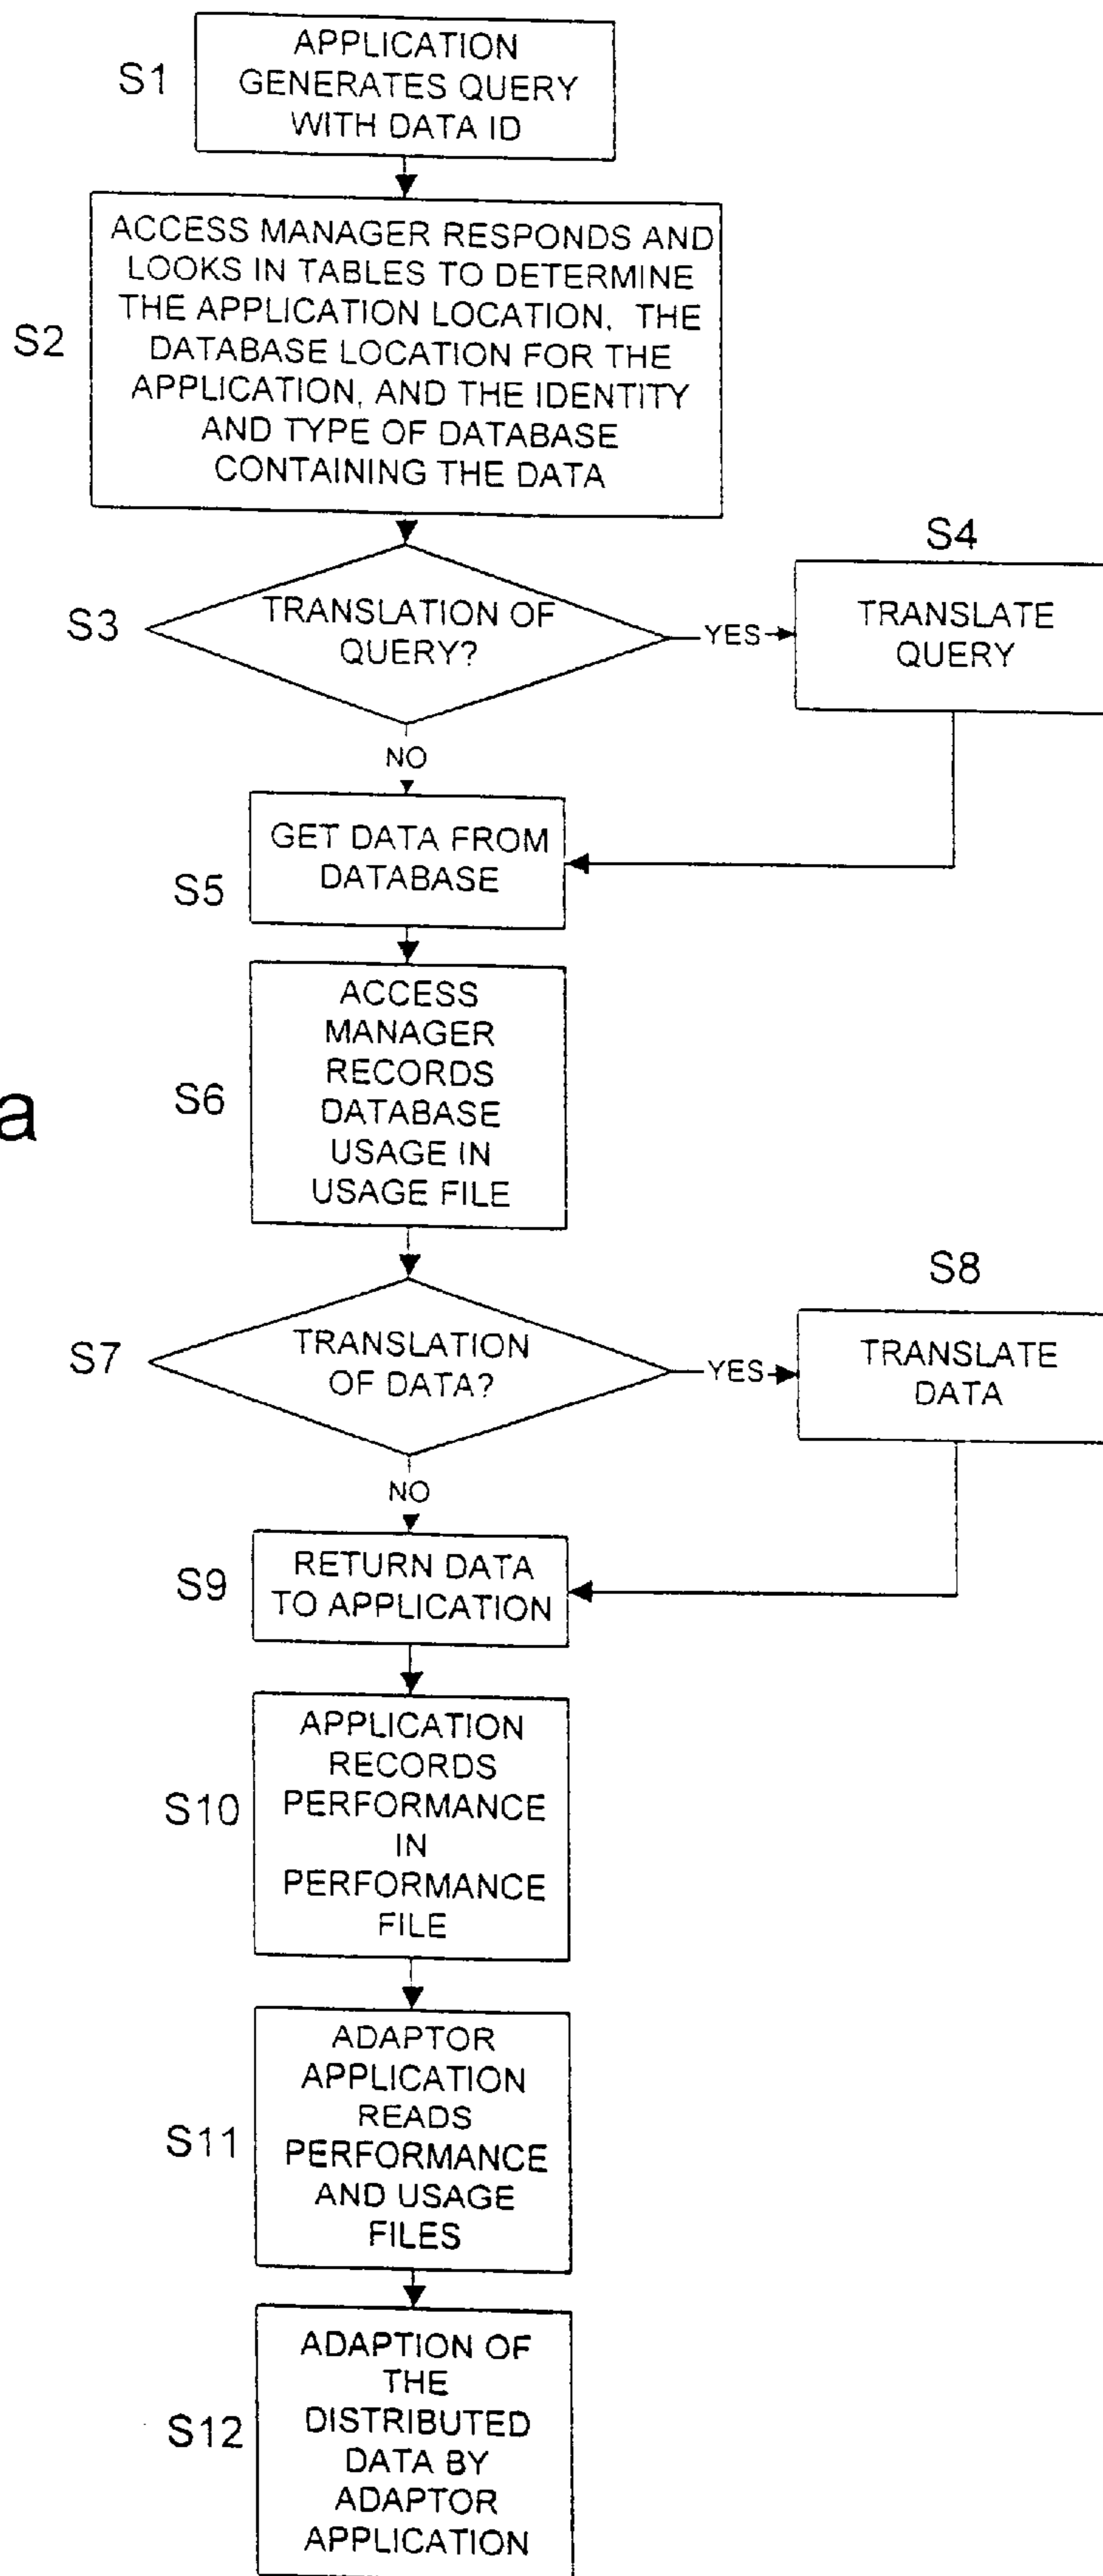 S1
APPLICATION
GENERATES QUERY
WITH DATA ID
S2
ACCESS MANAGER RESPONDS AND
LOOKS IN TABLES TO DETERMINE
THE APPLICATION LOCATION, THE
DATABASE LOCATION FOR THE
APPLICATION, AND THE IDENTITY
AND TYPE OF DATABASE
CONTAINING THE DATA
S3
TRANSLATION OF
QUERY?
YES
S4
TRANSLATE
QUERY
NO
S5
GET DATA FROM
DATABASE
a
S6
ACCESS
MANAGER
RECORDS
DATABASE
USAGE IN
USAGE FILE
S7
TRANSLATION
OF DATA?
YES
S8
TRANSLATE
DATA
NO
S9
RETURN DATA
TO APPLICATION
S10
APPLICATION
RECORDS
PERFORMANCE
IN
PERFORMANCE
FILE
S11
ADAPTOR
APPLICATION
READS
PERFORMANCE
AND USAGE
FILES
S12
ADAPTION OF
THE
DISTRIBUTED
DATA BY
ADAPTOR
APPLICATION